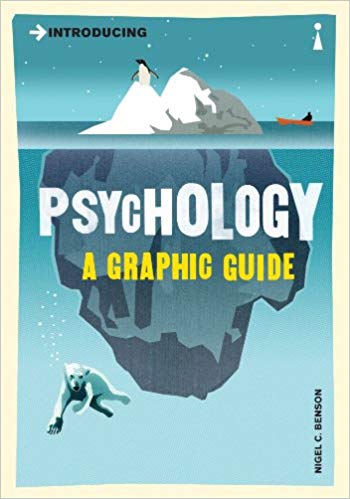 INTRODUCING
PSYcHOLOGY
A GRAPHIC GUIDE
NIGEL C. BENSON